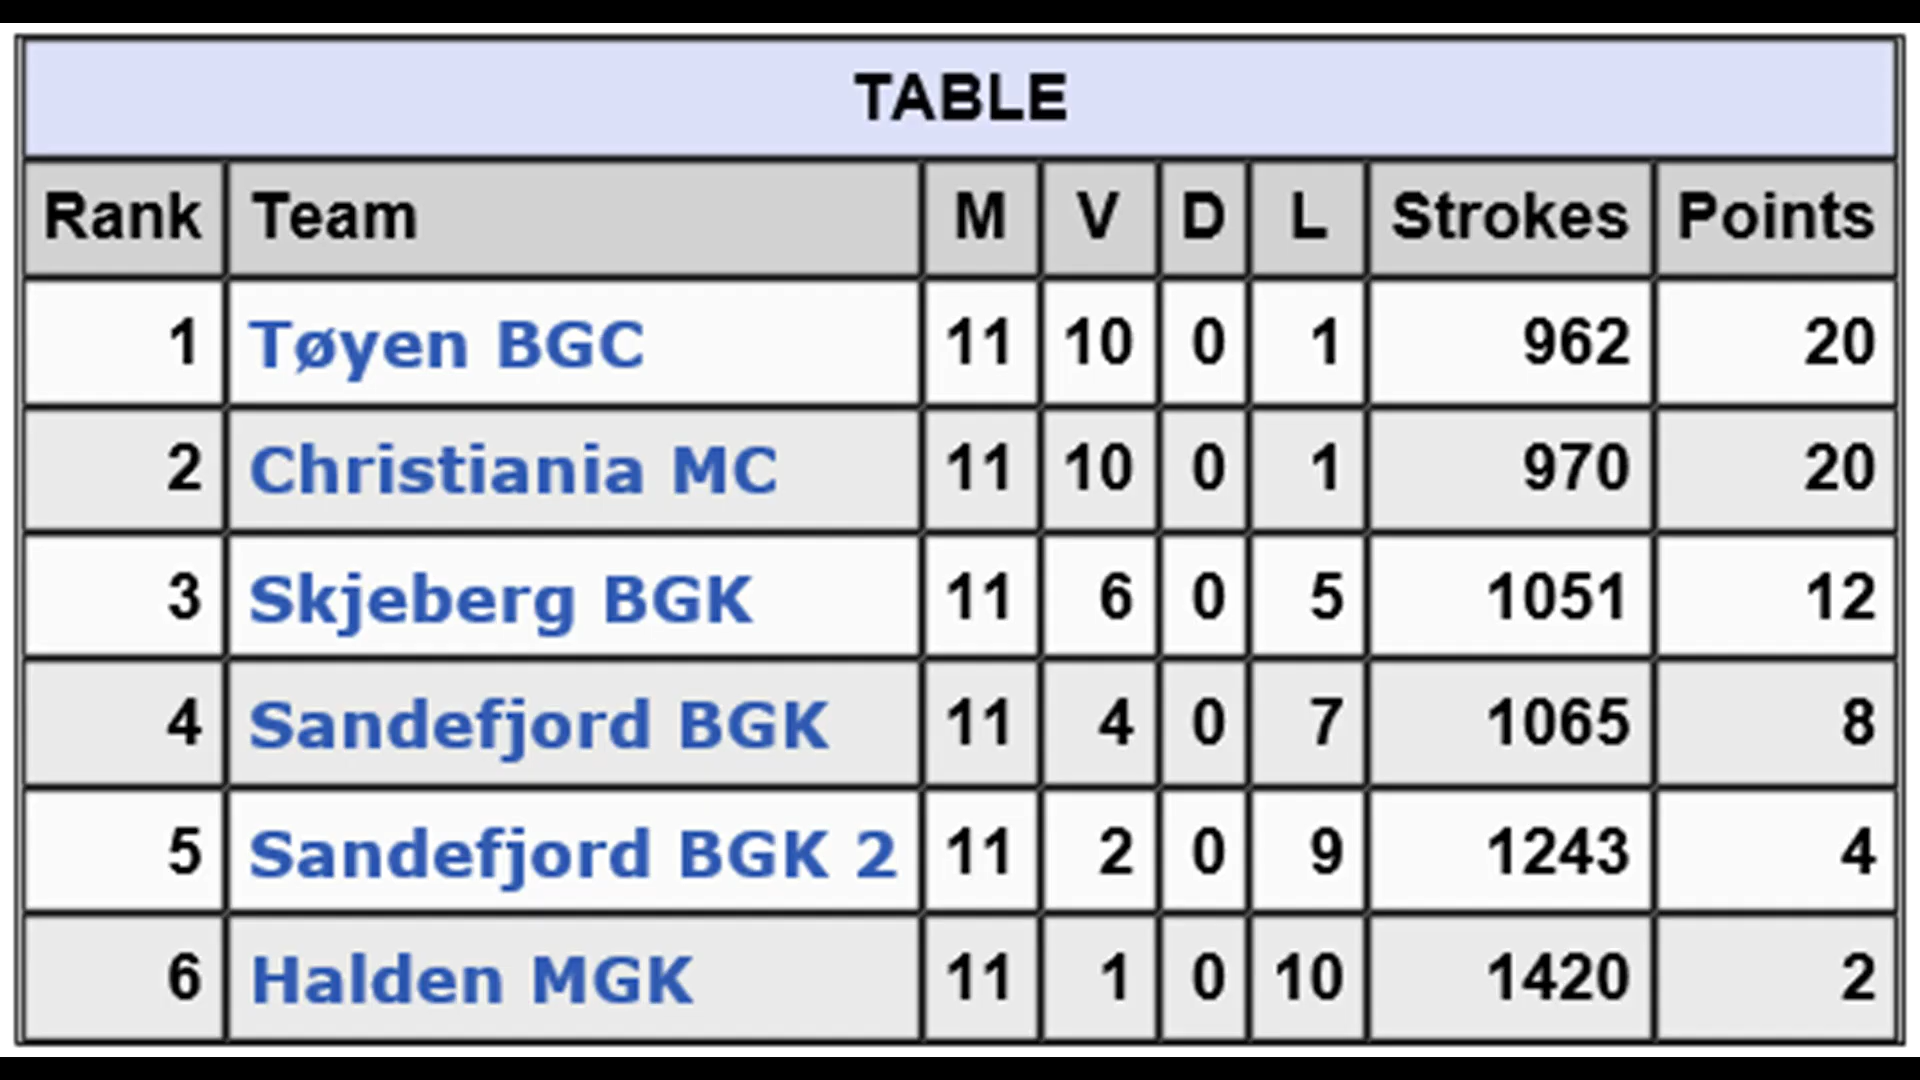 TABLE
Rank Team M V D L Strokes Points
1 Tøyen BGC 11 10 0 1 962 20
2 Christiania MC 11 10 0 1 970 20
3 Skjeberg BGK 11 6 0 5 1051 12
4 Sandefjord BGK 11 4 0 7 1065 8
5 Sandefjord BGK 2 11 2 0 9 1243 4
6 Halden MGK 11 1 0 10 1420 2